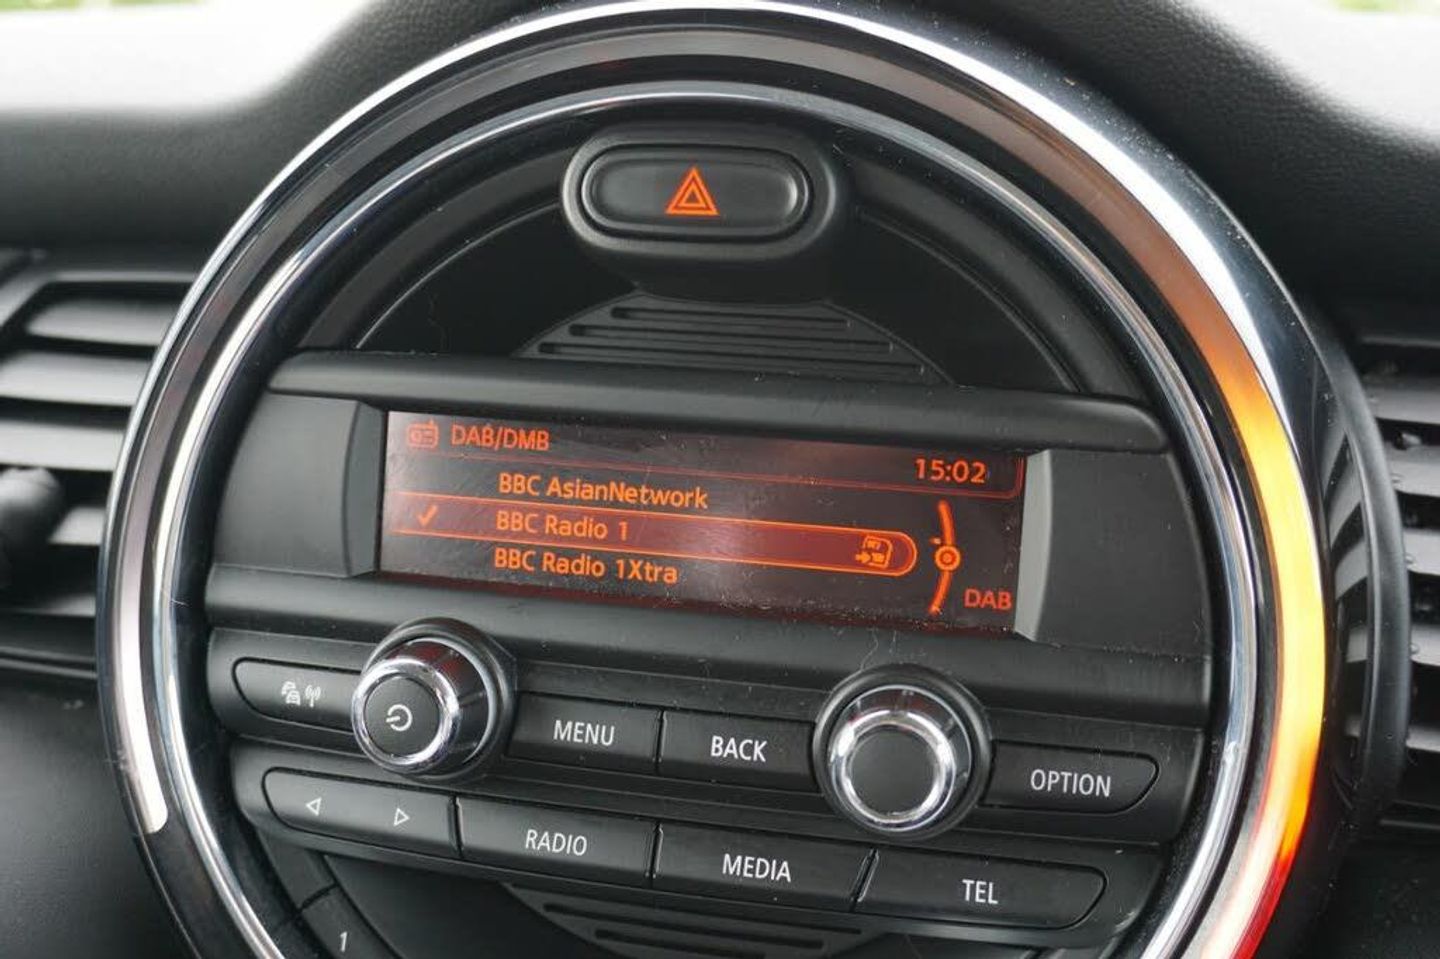 DAB/DMB
15:02
BBC AsianNetwork
BBC Radio 1
BBC Radio 1Xtra
DAB
MENU
BACK
OPTION
RADIO
MEDIA
TEL
1